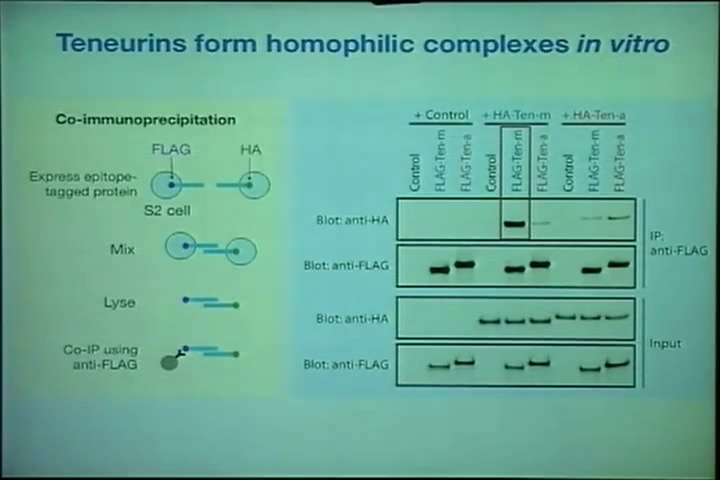 Teneurins form homophilic complexes in vitro
Co-immunoprecipitation
FLAG HA
Express epitope-
tagged protein
S2 cell
Mix
Lyse
Co-IP using
anti-FLAG
+ Control + HA-Ten-m + HA-Ten-a
Control FLAG-Ten-m FLAG-Ten-a Control FLAG-Ten-m FLAG-Ten-a Control FLAG-Ten-m FLAG-Ten-a
Blot: anti-HA
Blot: anti-FLAG
IP:
anti-FLAG
Blot: anti-HA
Blot: anti-FLAG
Input